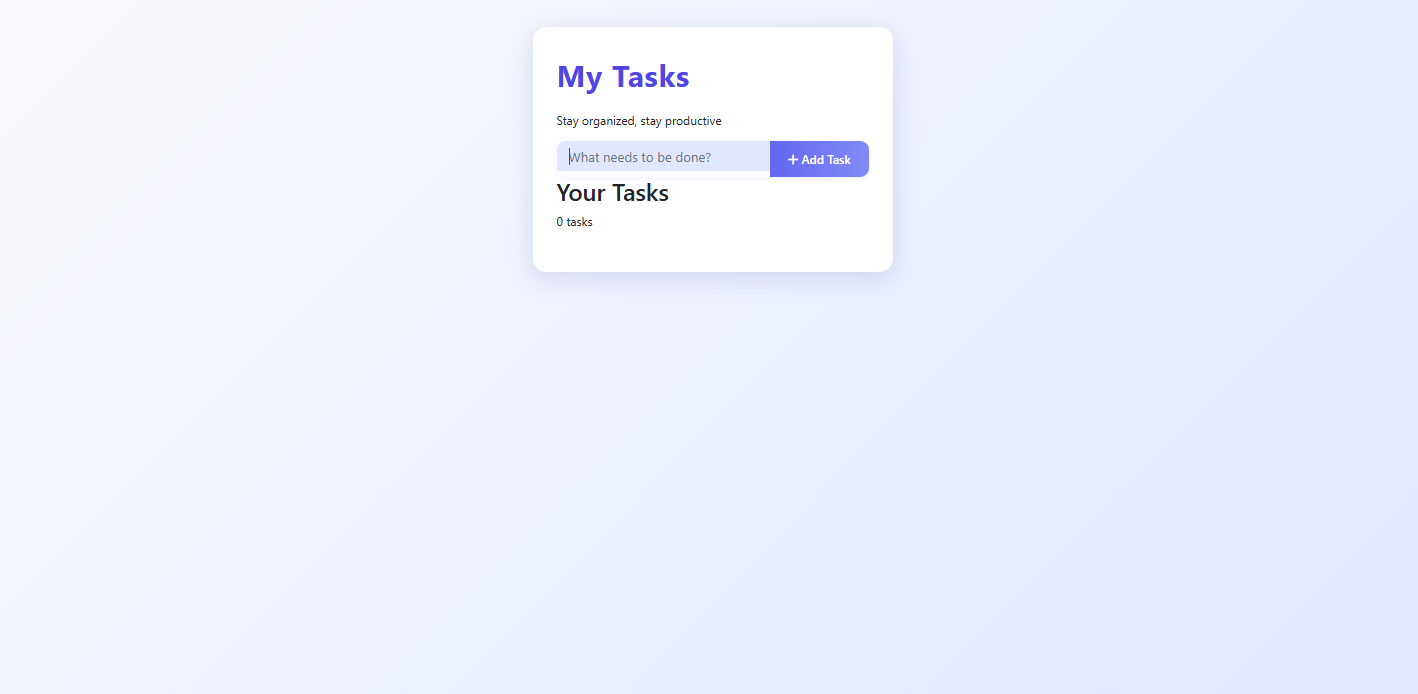 My Tasks
Stay organized, stay productive
What needs to be done?
+ Add Task
Your Tasks
0 tasks